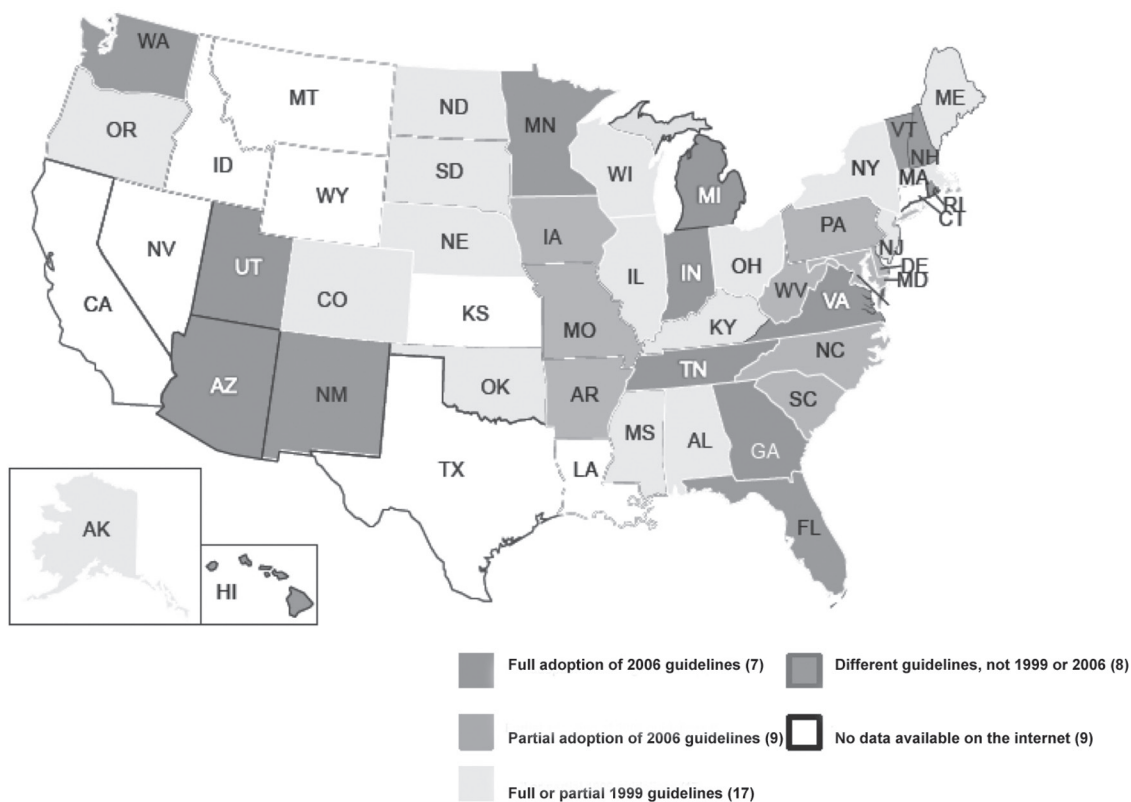 WA
MT
ND
MN
ME
OR
VT
ID
NH
SD
WI
NY
MA
WY
MI
RI
CT
PA
NE
IA
NV
NJ
OH
IL
IN
DE
UT
MD
WV
CO
VA
CA
KS
MO
KY
NC
TN
AZ
NM
OK
AR
SC
MS
AL
GA
TX
LA
AK
FL
HI
Full adoption of 2006 guidelines (7)
Different guidelines, not 1999 or 2006 (8)
Partial adoption of 2006 guidelines (9)
No data available on the internet (9)
Full or partial 1999 guidelines (17)